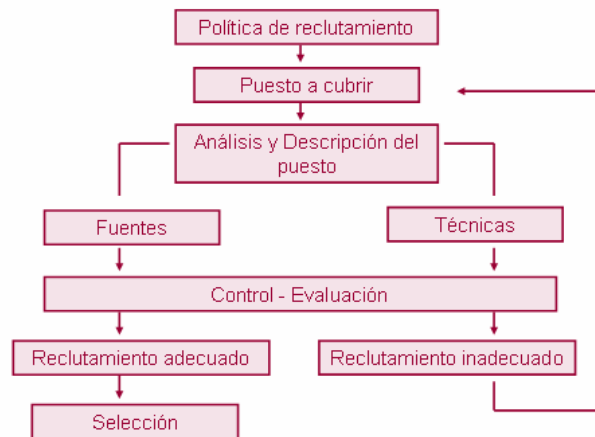 Política de reclutamiento
Puesto a cubrir
Análisis y Descripción del
puesto
Fuentes
Técnicas
Control - Evaluación
Reclutamiento adecuado
Reclutamiento inadecuado
Selección